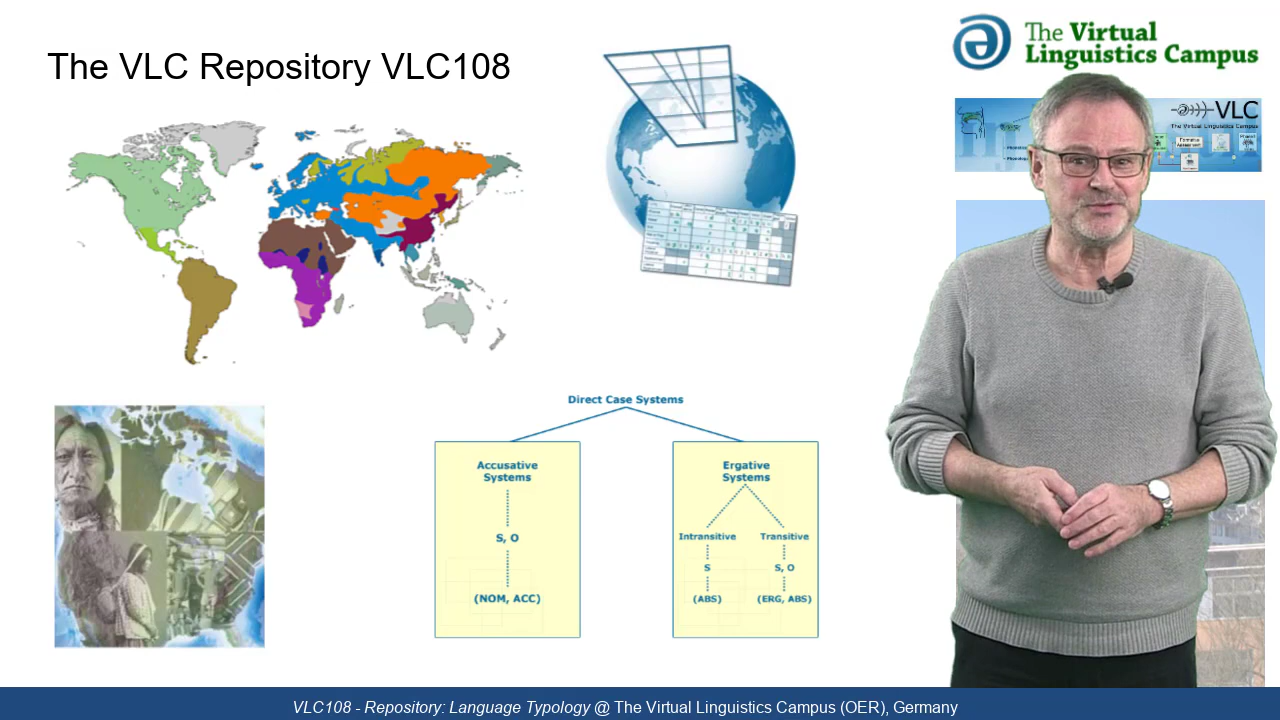 The VLC Repository VLC108
The Virtual
Linguistics Campus
VLC
The Virtual Linguistics Campus
Direct Case Systems
Accusative
Systems
S, O
(NOM, ACC)
Ergative
Systems
Intransitive
Transitive
S
S, O
(ABS)
(ERG, ABS)
VLC108 - Repository: Language Typology @ The Virtual Linguistics Campus (OER), Germany